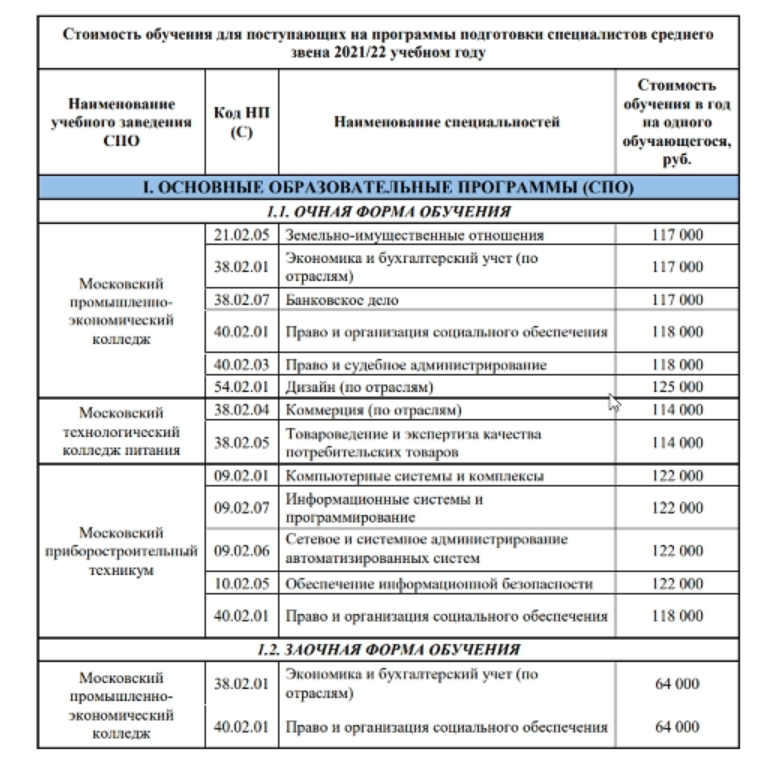 Стоимость обучения для поступающих на программы подготовки специалистов среднего
звена 2021/22 учебном году
Наименование
учебного заведения
СПО
Код НП
(С)
Наименование специальностей
Стоимость
обучения в год
на одного
обучающегося,
руб.
I. ОСНОВНЫЕ ОБРАЗОВАТЕЛЬНЫЕ ПРОГРАММЫ (СПО)
1.1. ОЧНАЯ ФОРМА ОБУЧЕНИЯ
Московский
промышленно-
экономический
колледж
21.02.05 Земельно-имущественные отношения 117 000
38.02.01 Экономика и бухгалтерский учет (по
отраслям) 117 000
38.02.07 Банковское дело 117 000
40.02.01 Право и организация социального обеспечения 118 000
40.02.03 Право и судебное администрирование 118 000
54.02.01 Дизайн (по отраслям) 125 000
Московский
технологический
колледж питания
38.02.04 Коммерция (по отраслям) 114 000
38.02.05 Товароведение и экспертиза качества
потребительских товаров 114 000
Московский
приборостроительный
техникум
09.02.01 Компьютерные системы и комплексы 122 000
09.02.07 Информационные системы и
программирование 122 000
09.02.06 Сетевое и системное администрирование
автоматизированных систем 122 000
10.02.05 Обеспечение информационной безопасности 122 000
40.02.01 Право и организация социального обеспечения 118 000
1.2. ЗАОЧНАЯ ФОРМА ОБУЧЕНИЯ
Московский
промышленно-
экономический
колледж
38.02.01 Экономика и бухгалтерский учет (по
отраслям) 64 000
40.02.01 Право и организация социального обеспечения 64 000